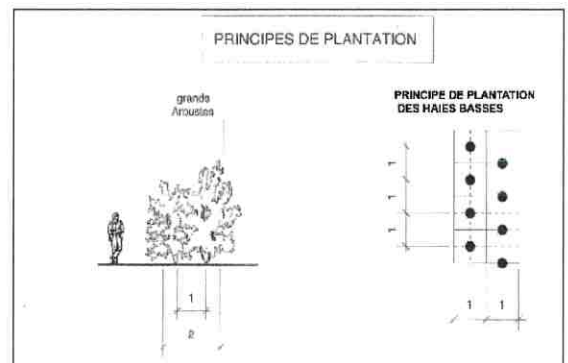 PRINCIPES DE PLANTATION
grands
Arbustes
1
2
PRINCIPE DE PLANTATION
DES HAIES BASSES
1
1
1
1
1